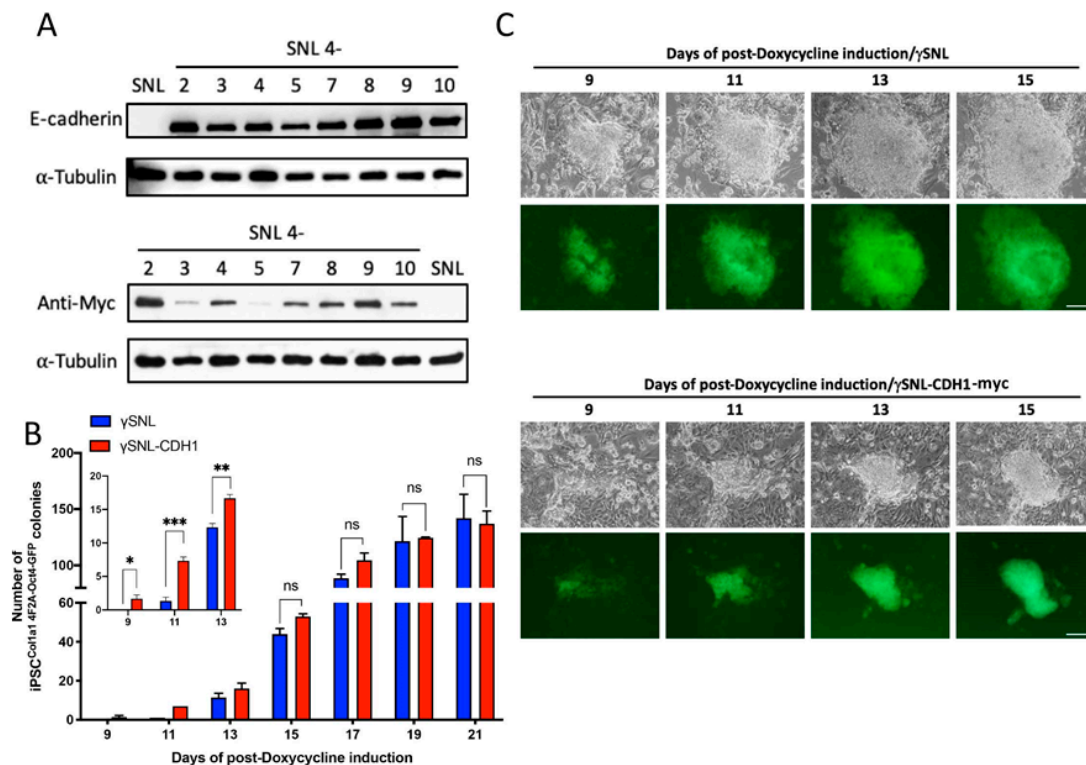 A
SNL 4-
SNL 2 3 4 5 7 8 9 10
E-cadherin
α-Tubulin
SNL 4-
2 3 4 5 7 8 9 10 SNL
Anti-Myc
α-Tubulin
B
γSNL
γSNL-CDH1
Number of
iPSC Col1a1 4F2A-Oct4-GFP colonies
200
150
100
60
40
20
0
20
15
10
5
0
*
***
**
9 11 13
ns
ns
ns
ns
9 11 13 15 17 19 21
Days of post-Doxycycline induction
C
Days of post-Doxycycline induction/γSNL
9 11 13 15
Days of post-Doxycycline induction/γSNL-CDH1-myc
9 11 13 15